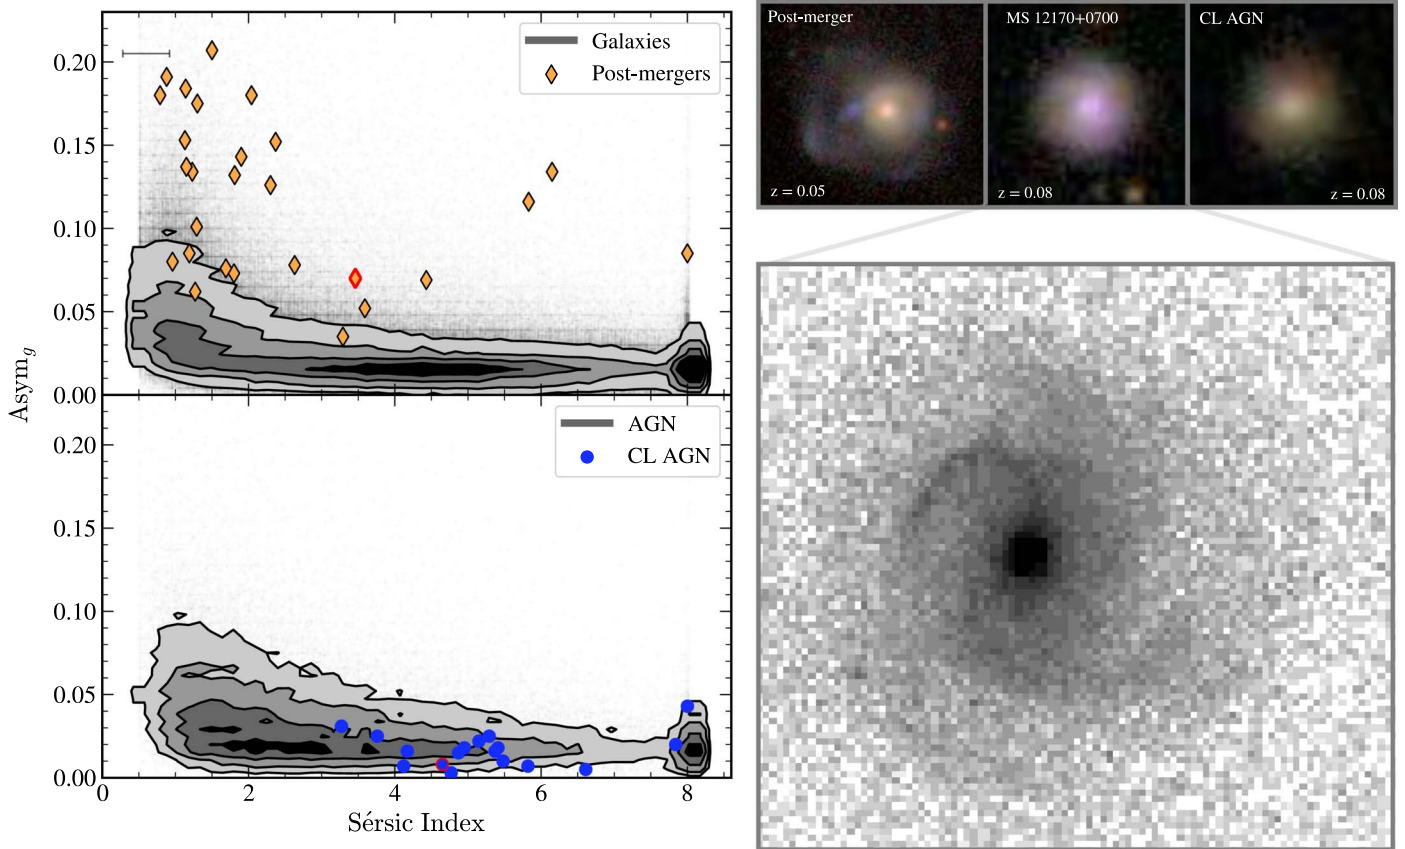 0.20
0.15
0.10
0.05
0.00
Galaxies
Post-mergers
Asym_g
0.20
0.15
0.10
0.05
0.00
AGN
CL AGN
0 2 4 6 8
Sérsic Index
Post-merger
z = 0.05
MS 12170+0700
z = 0.08
CL AGN
z = 0.08